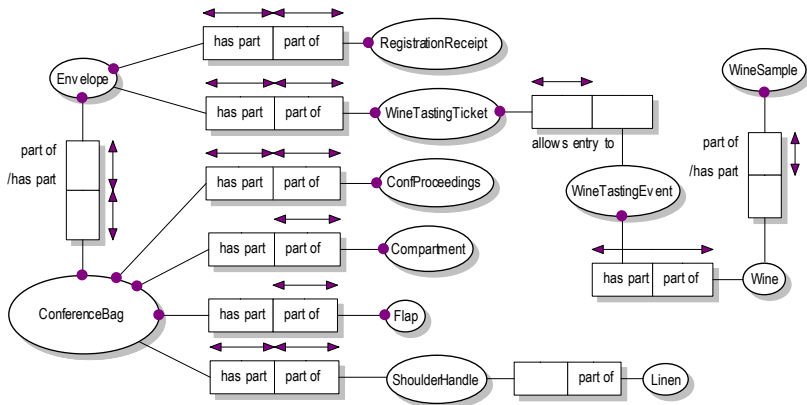 has part part of RegistrationReceipt
Envelope WineSample
has part part of WineTastingTicket
allows entry to
part of
/has part
part of
/has part
has part part of ConfProceedings
WineTastingEvent
has part part of Compartment
has part part of Wine
ConferenceBag has part part of Flap
has part part of ShoulderHandle part of Linen